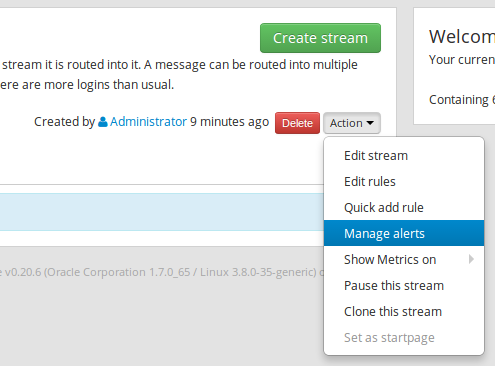 Create stream
stream it is routed into it. A message can be routed into multiple
ere are more logins than usual.
Created by Administrator 9 minutes ago Delete Action
Edit stream
Edit rules
Quick add rule
Manage alerts
Show Metrics on
Pause this stream
Clone this stream
Set as startpage
e v0.20.6 (Oracle Corporation 1.7.0_65 / Linux 3.8.0-35-generic) o
Welcom
Your curren
Containing 6